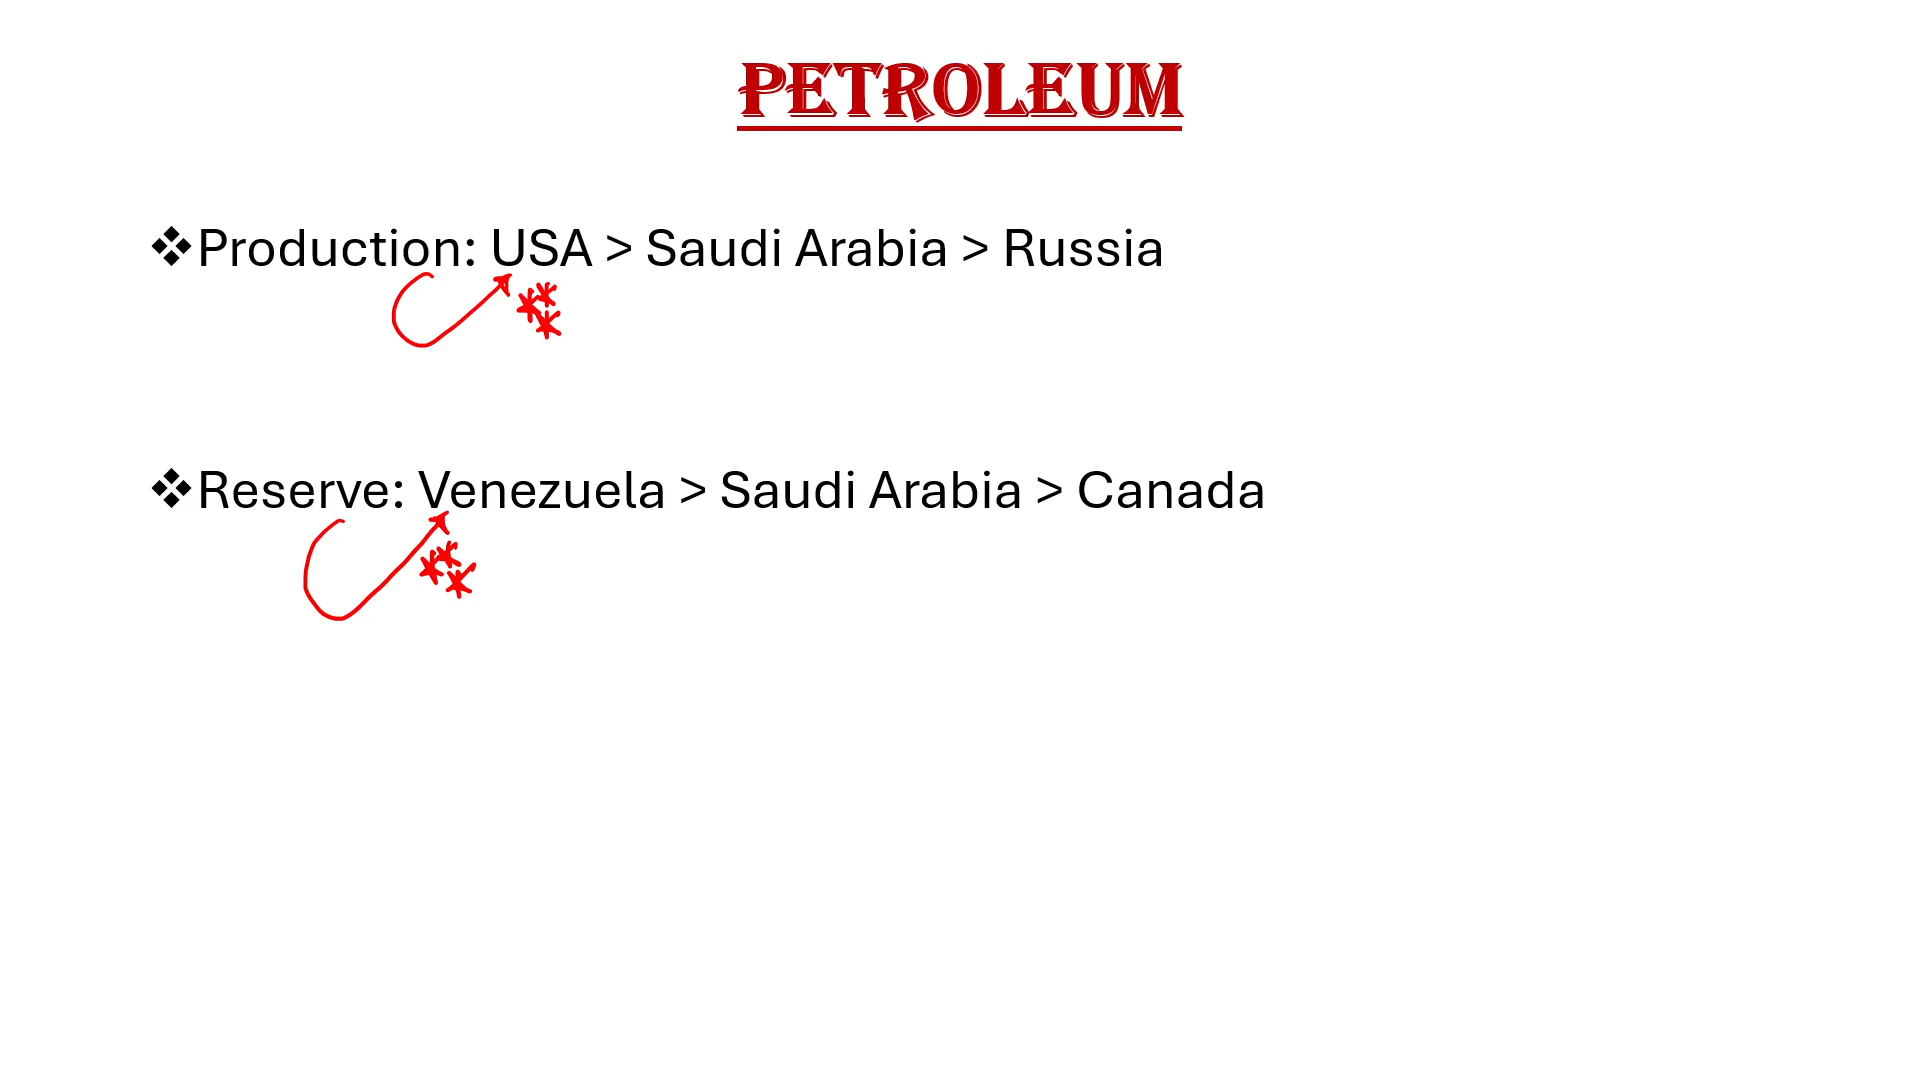 PETROLEUM
❖Production: USA > Saudi Arabia > Russia
❖Reserve: Venezuela > Saudi Arabia > Canada